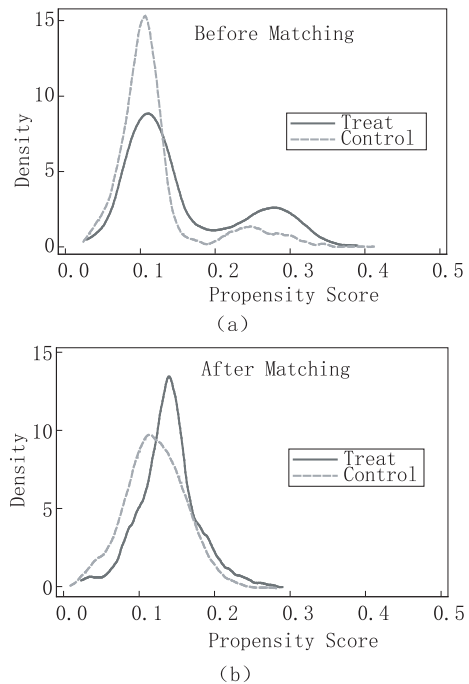 15
Before Matching
10
Treat
Control
Density
5
0
0.0 0.1 0.2 0.3 0.4 0.5
Propensity Score
(a)
15
After Matching
10
Treat
Control
Density
5
0
0.0 0.1 0.2 0.3 0.4 0.5
Propensity Score
(b)